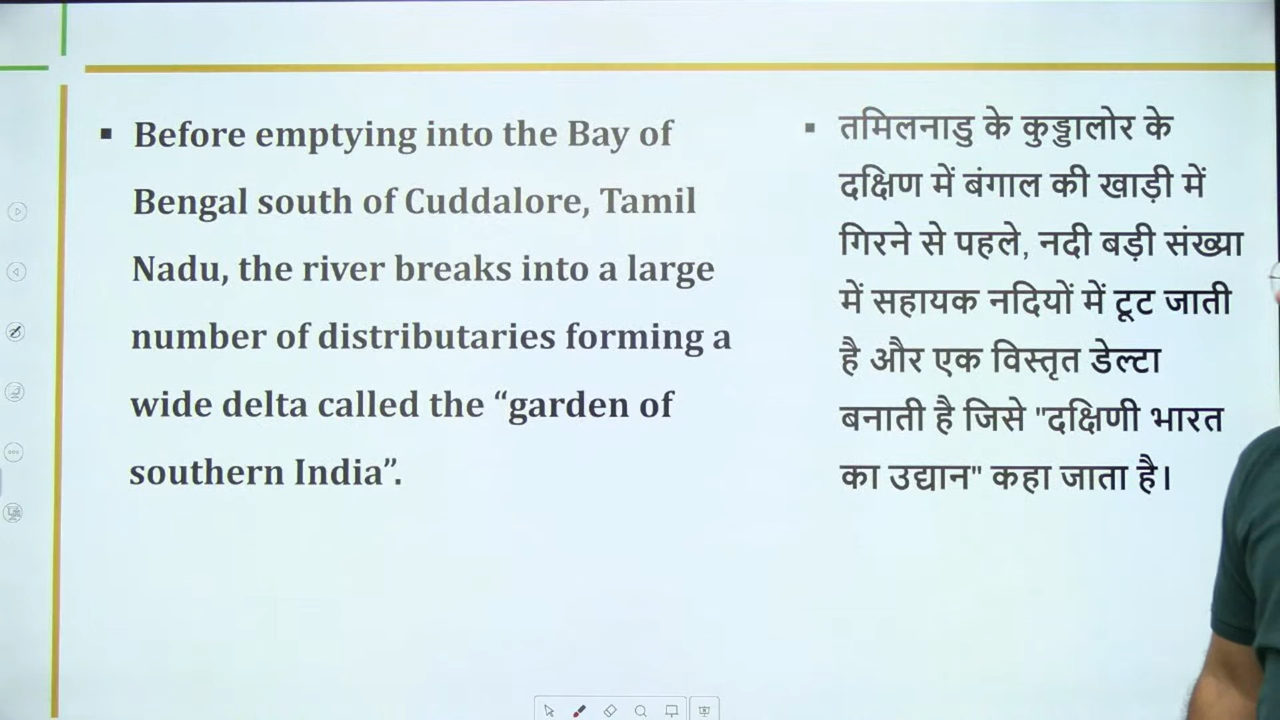 ▪ Before emptying into the Bay of
Bengal south of Cuddalore, Tamil
Nadu, the river breaks into a large
number of distributaries forming a
wide delta called the “garden of
southern India”.
▪ तमिलनाडु के कुड्डालोर के
दक्षिण में बंगाल की खाड़ी में
गिरने से पहले, नदी बड़ी संख्या
में सहायक नदियों में टूट जाती
है और एक विस्तृत डेल्टा
बनाती है जिसे "दक्षिणी भारत
का उद्यान" कहा जाता है।